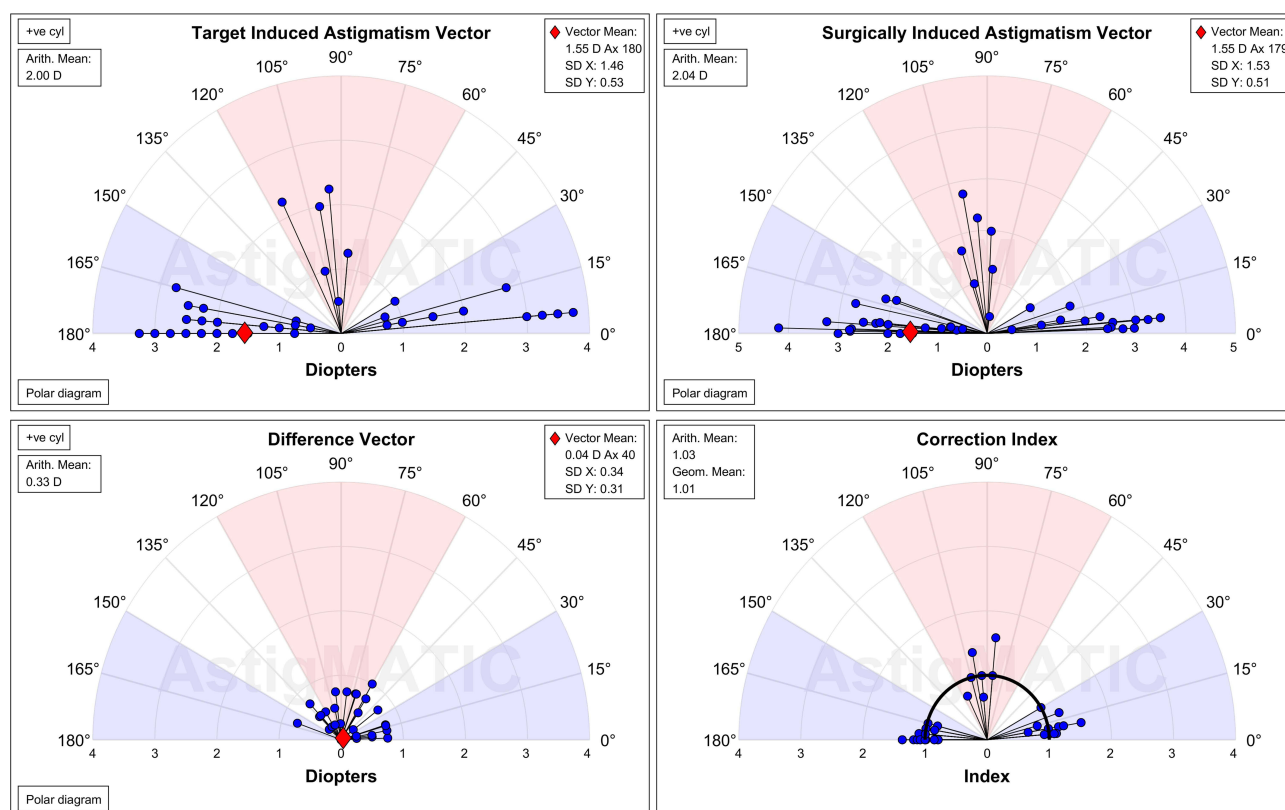 +ve cyl
Target Induced Astigmatism Vector
Arith. Mean:
2.00 D
Vector Mean:
1.55 D Ax 180
SD X: 1.46
SD Y: 0.53
90°
105°
75°
120°
60°
135°
45°
150°
30°
165°
15°
180°
0°
AstigMATIC
4
3
2
1
0
1
2
3
4
Diopters
Polar diagram
+ve cyl
Surgically Induced Astigmatism Vector
Arith. Mean:
2.04 D
Vector Mean:
1.55 D Ax 179
SD X: 1.53
SD Y: 0.51
90°
105°
75°
120°
60°
135°
45°
150°
30°
165°
15°
180°
0°
AstigMATIC
5
4
3
2
1
0
1
2
3
4
5
Diopters
Polar diagram
+ve cyl
Difference Vector
Arith. Mean:
0.33 D
Vector Mean:
0.04 D Ax 40
SD X: 0.34
SD Y: 0.31
90°
105°
75°
120°
60°
135°
45°
150°
30°
165°
15°
180°
0°
AstigMATIC
4
3
2
1
0
1
2
3
4
Diopters
Polar diagram
Correction Index
Arith. Mean:
1.03
Geom. Mean:
1.01
90°
105°
75°
120°
60°
135°
45°
150°
30°
165°
15°
180°
0°
AstigMATIC
4
3
2
1
0
1
2
3
4
Index